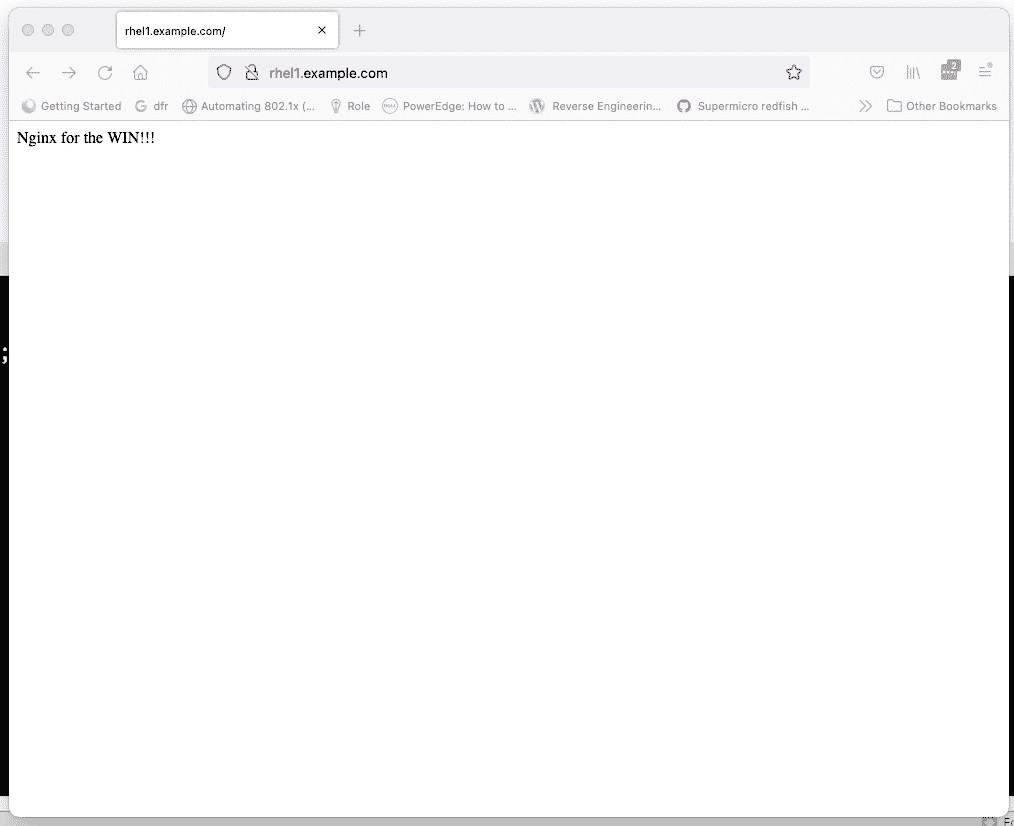 rhel1.example.com/
rhel1.example.com
2
Getting Started dfr Automating 802.1x (... Role PowerEdge: How to ... Reverse Engineerin... Supermicro redfish ... Other Bookmarks
Nginx for the WIN!!!
;